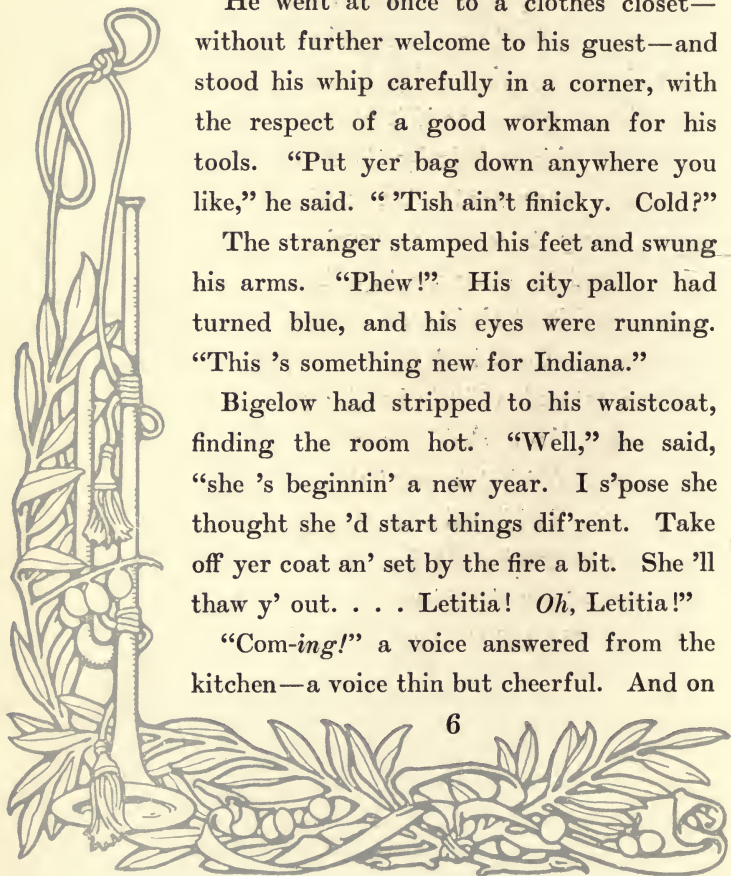 He went at once to a clothes closet—
without further welcome to his guest—and
stood his whip carefully in a corner, with
the respect of a good workman for his
tools. “Put yer bag down anywhere you
like,” he said. “ ’Tish ain't finicky. Cold?”
The stranger stamped his feet and swung
his arms. “Phew!” His city pallor had
turned blue, and his eyes were running.
“This 's something new for Indiana.”
Bigelow had stripped to his waistcoat,
finding the room hot. “Well,” he said,
“she 's beginnin' a new year. I s'pose she
thought she 'd start things dif'rent. Take
off yer coat an' set by the fire a bit. She 'll
thaw y' out. . . . Letitia! Oh, Letitia!”
“Com-ing!” a voice answered from the
kitchen—a voice thin but cheerful. And on
6